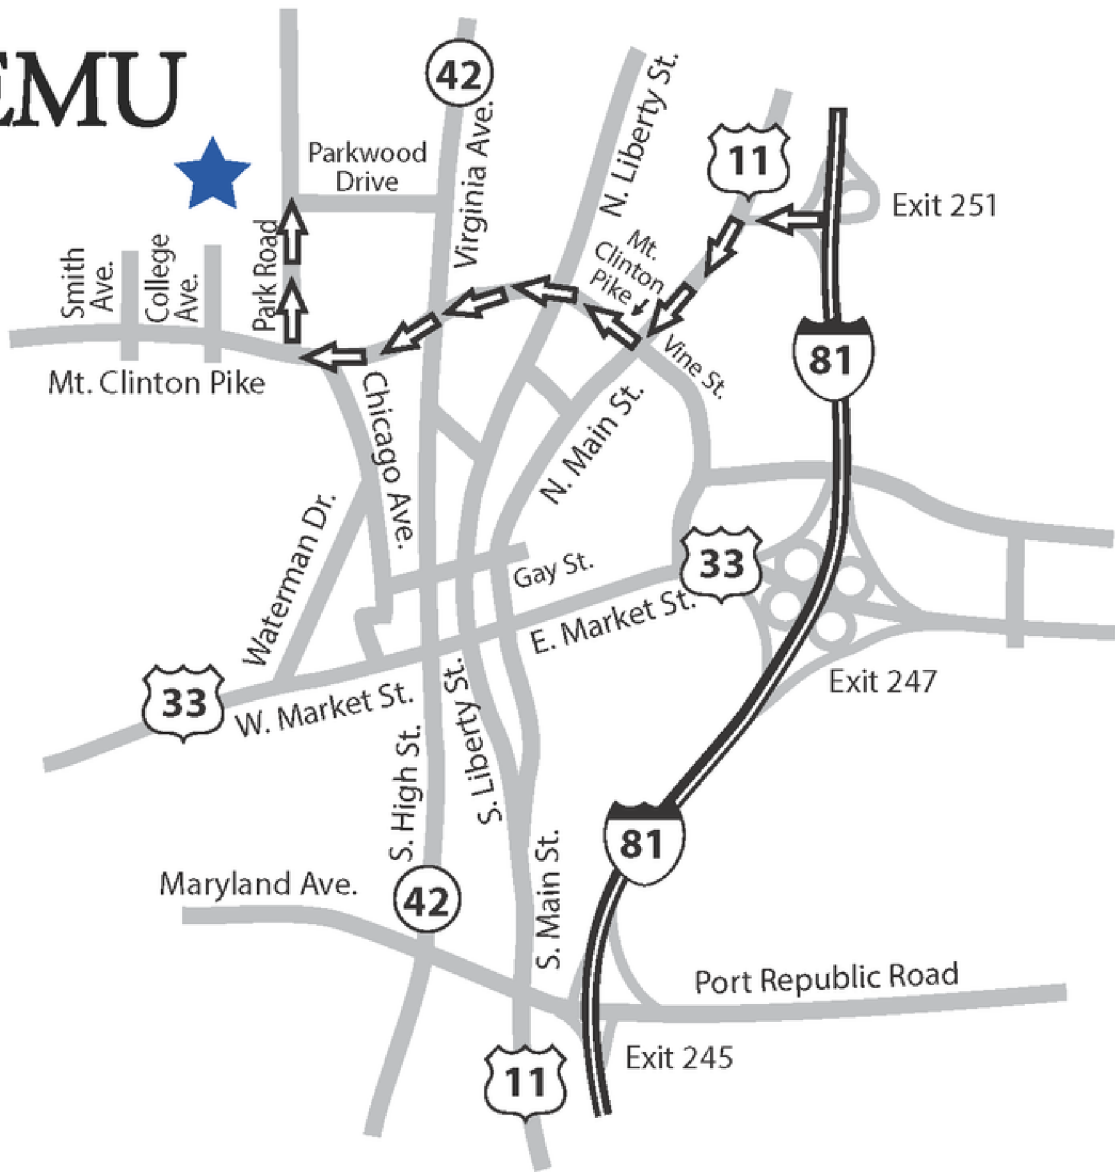 EMU
42
Virginia Ave.
N. Liberty St.
11
Exit 251
Parkwood
Drive
Smith
Ave.
College
Ave.
Park Road
Mt.
Clinton
Pike
81
Mt. Clinton Pike
Chicago Ave.
Vine St.
N. Main St.
Waterman Dr.
Gay St.
33
E. Market St.
Exit 247
33
W. Market St.
S. High St.
S. Liberty St.
81
S. Main St.
Maryland Ave.
42
Port Republic Road
Exit 245
11